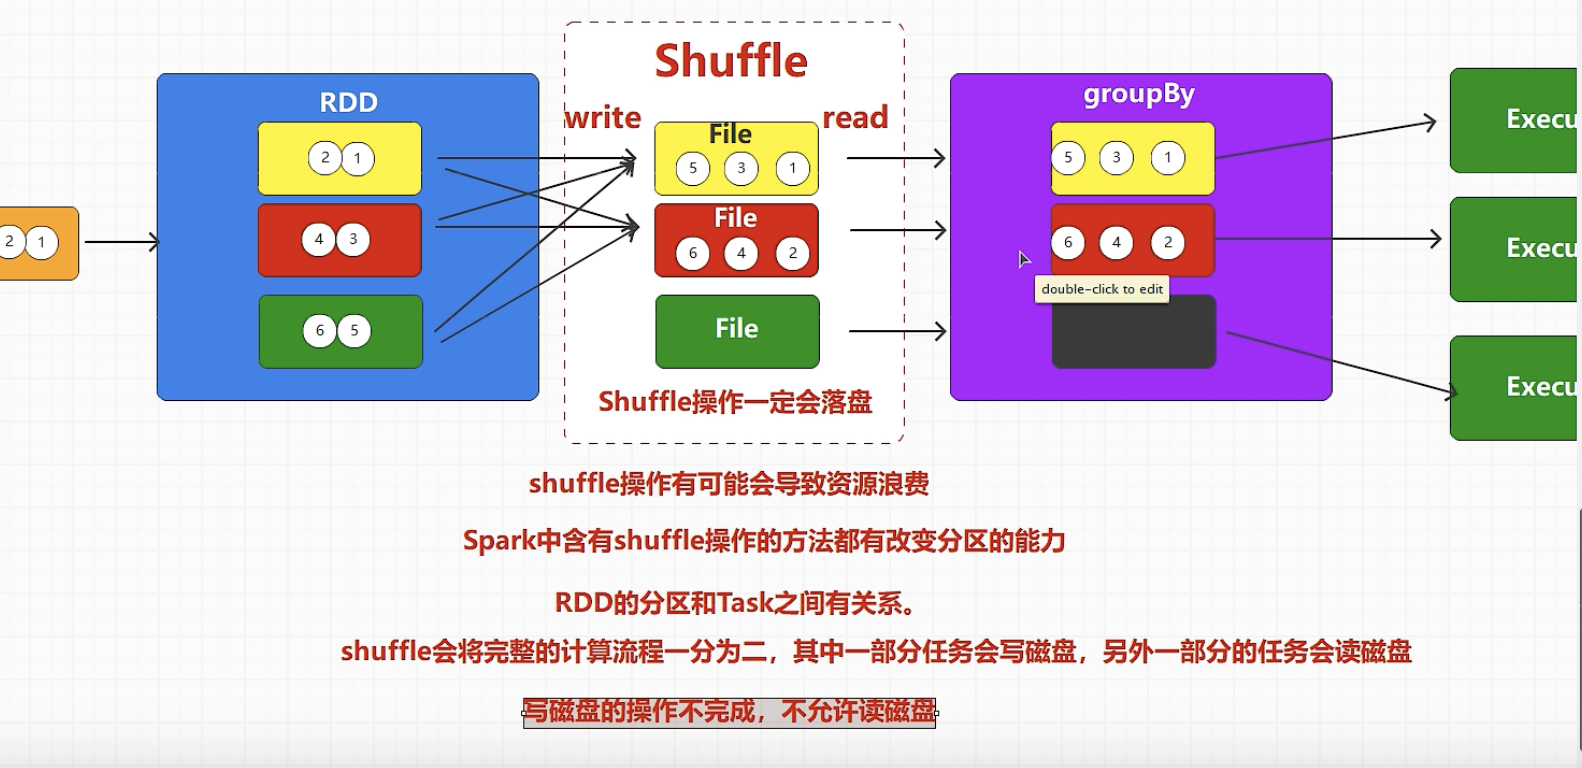 Shuffle
RDD
groupBy
write
read
File
File
File
2 1
2 1
4 3
6 5
5 3 1
6 4 2
5 3 1
6 4 2
double-click to edit
Execu
Execu
Execu
Shuffle操作一定会落盘
shuffle操作有可能会导致资源浪费
Spark中含有shuffle操作的方法都有改变分区的能力
RDD的分区和Task之间有关系。
shuffle会将完整的计算流程一分为二，其中一部分任务会写磁盘，另外一部分的任务会读磁盘
写磁盘的操作不完成，不允许读磁盘